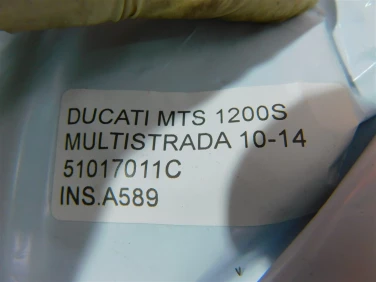 DUCATI MTS 1200S
MULTISTRADA 10-14
51017011C
INS.A589